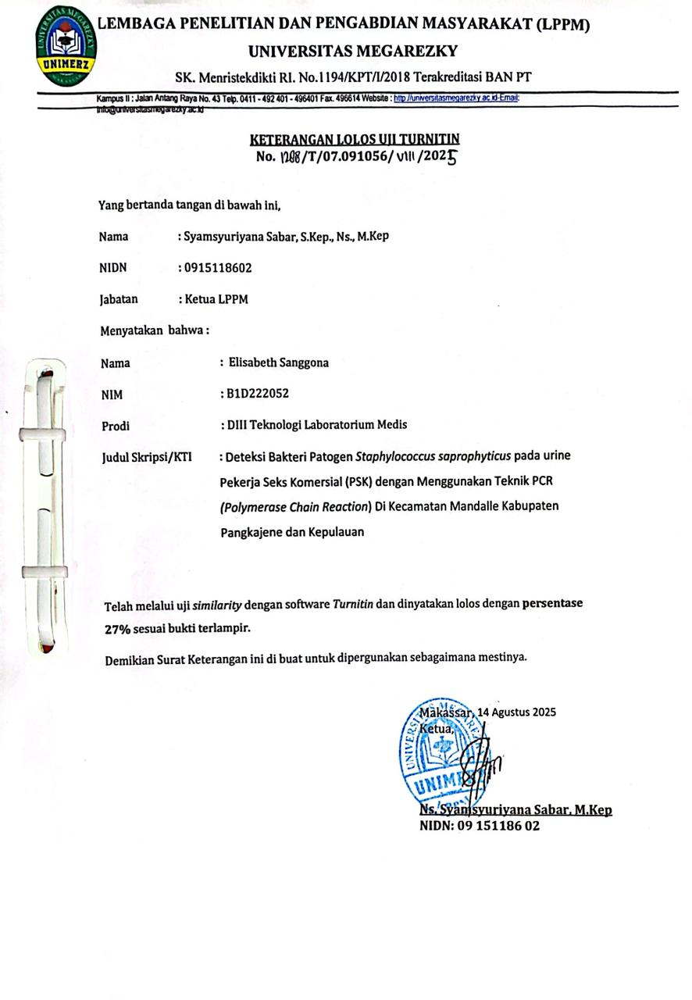 LEMBAGA PENELITIAN DAN PENGABDIAN MASYARAKAT (LPPM)
UNIVERSITAS MEGAREZKY
SK. Menristekdikti RI. No.1194/KPT/I/2018 Terakreditasi BAN PT
Kampus II : Jalan Antang Raya No. 43 Telp. 0411 - 492 401 - 496401 Fax. 496614 Website : http://universitasmegarezky.ac.id-Email:
info@universitasmegarezky.ac.id
UNIVERSITAS MEGAREZKY
UNIMERZ
MAKASSAR
KETERANGAN LOLOS UJI TURNITIN
No. 1288/T/07.091056/ VIII /2025
Yang bertanda tangan di bawah ini,
Nama : Syamsyuriyana Sabar, S.Kep., Ns., M.Kep
NIDN : 0915118602
Jabatan : Ketua LPPM
Menyatakan bahwa :
Nama : Elisabeth Sanggona
NIM : B1D222052
Prodi : DIII Teknologi Laboratorium Medis
Judul Skripsi/KTI : Deteksi Bakteri Patogen Staphylococcus saprophyticus pada urine
Pekerja Seks Komersial (PSK) dengan Menggunakan Teknik PCR
(Polymerase Chain Reaction) Di Kecamatan Mandalle Kabupaten
Pangkajene dan Kepulauan
Telah melalui uji similarity dengan software Turnitin dan dinyatakan lolos dengan persentase
27% sesuai bukti terlampir.
Demikian Surat Keterangan ini di buat untuk dipergunakan sebagaimana mestinya.
Makassar, 14 Agustus 2025
Ketua,
UNIVERSITAS MEGAREZKY
Ns. Syamsyuriyana Sabar, M.Kep
NIDN: 09 151186 02